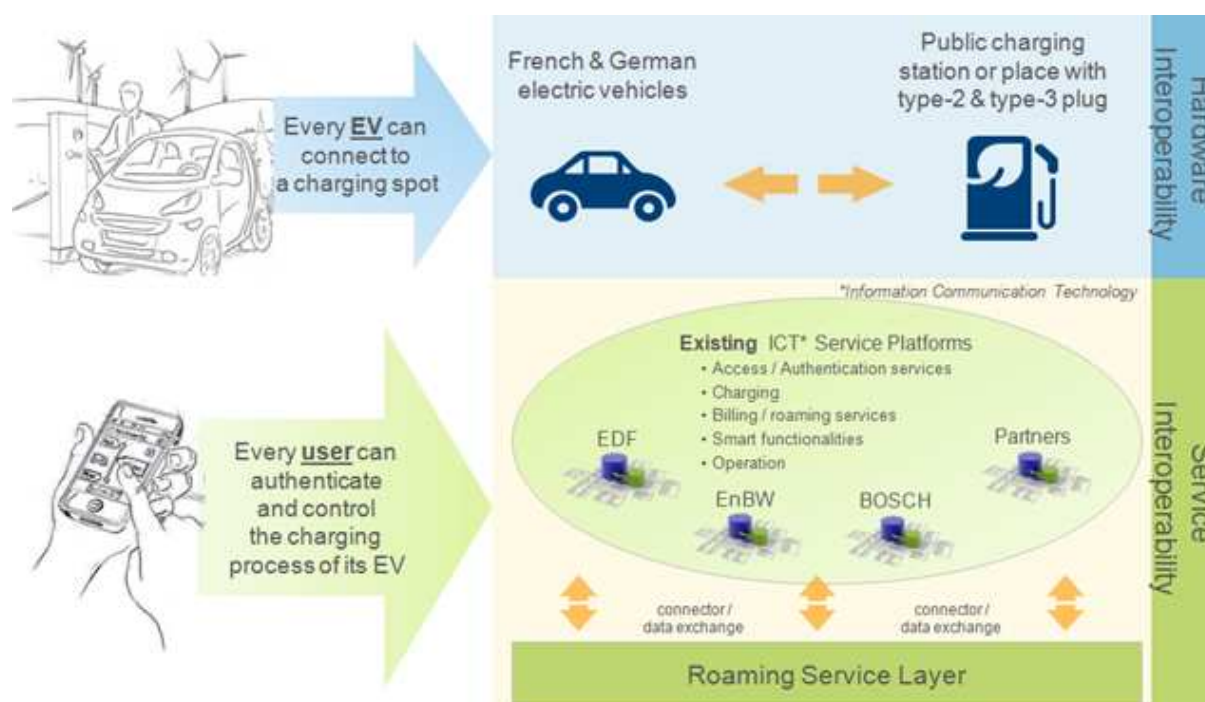 Every EV can
connect to
a charging spot
French & German
electric vehicles
Public charging
station or place with
type-2 & type-3 plug
Hardware
Interoperability
*Information Communication Technology
Every user can
authenticate
and control
the charging
process of its EV
Existing ICT* Service Platforms
• Access / Authentication services
• Charging
• Billing / roaming services
• Smart functionalities
• Operation
EDF
EnBW
BOSCH
Partners
connector /
data exchange
connector /
data exchange
Roaming Service Layer
Service
Interoperability